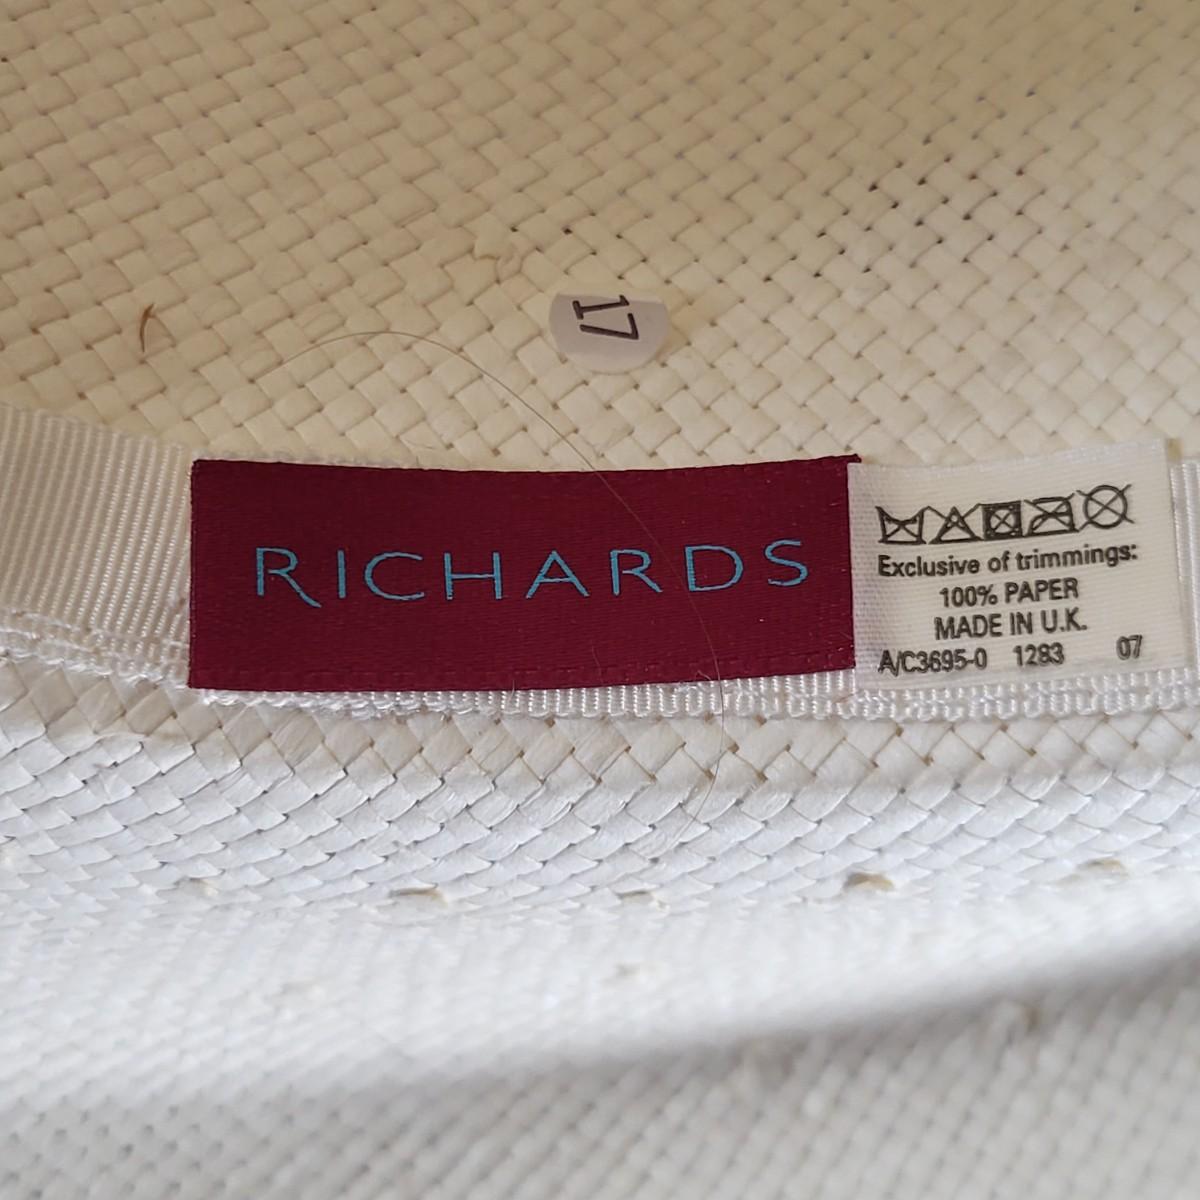 17
RICHARDS
Exclusive of trimmings:
100% PAPER
MADE IN U.K.
A/C3695-0 1283 07